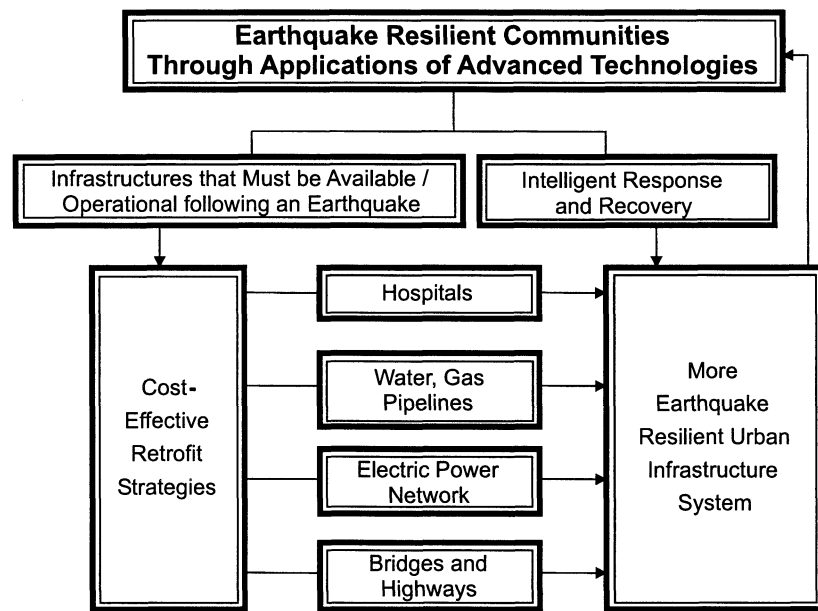 Earthquake Resilient Communities
Through Applications of Advanced Technologies
Infrastructures that Must be Available /
Operational following an Earthquake
Intelligent Response
and Recovery
Cost-
Effective
Retrofit
Strategies
Hospitals
Water, Gas
Pipelines
Electric Power
Network
Bridges and
Highways
More
Earthquake
Resilient Urban
Infrastructure
System